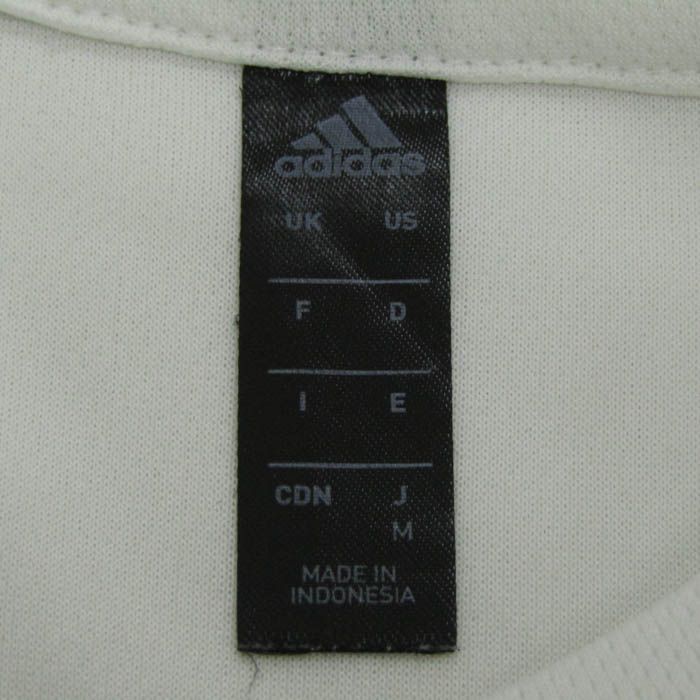 adidas
UK US
F D
I E
CDN J
M
MADE IN
INDONESIA